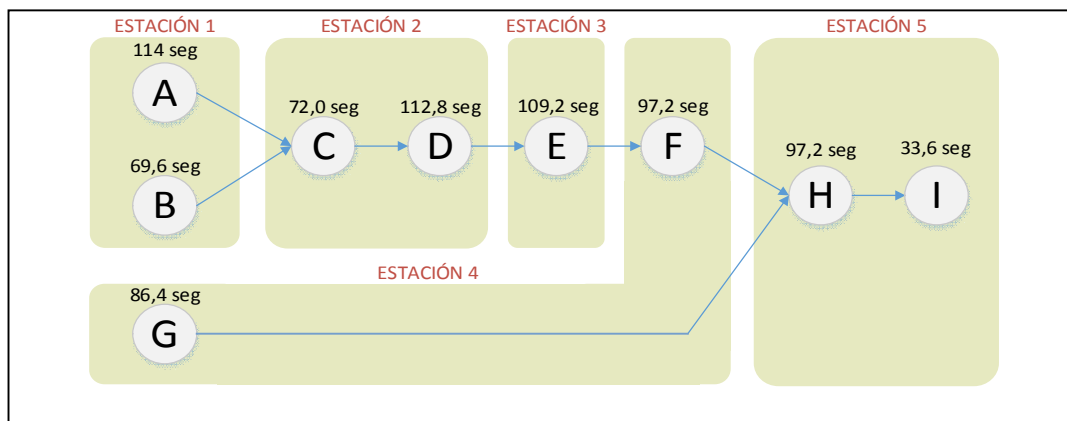 ESTACIÓN 1
ESTACIÓN 2
ESTACIÓN 3
ESTACIÓN 5
114 seg
A
69,6 seg
B
72,0 seg
C
112,8 seg
D
109,2 seg
E
97,2 seg
F
97,2 seg
H
33,6 seg
I
ESTACIÓN 4
86,4 seg
G